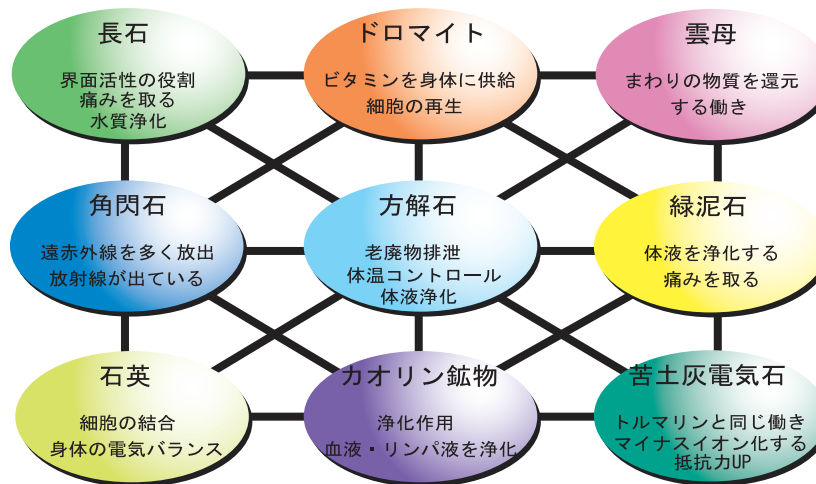 長石
界面活性の役割
痛みを取る
水質浄化
ドロマイト
ビタミンを身体に供給
細胞の再生
雲母
まわりの物質を還元
する働き
角閃石
遠赤外線を多く放出
放射線が出ている
方解石
老廃物排泄
体温コントロール
体液浄化
緑泥石
体液を浄化する
痛みを取る
石英
細胞の結合
身体の電気バランス
カオリン鉱物
浄化作用
血液・リンパ液を浄化
苦土灰電気石
トルマリンと同じ働き
マイナスイオン化する
抵抗力UP